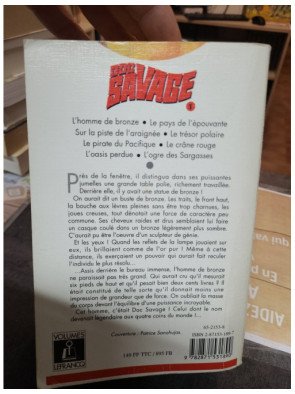 DOC
SAVAGE
1
L'homme de bronze • Le pays de l'épouvante
Sur la piste de l'araignée • Le trésor polaire
Le pirate du Pacifique • Le crâne rouge
L'oasis perdue • L'ogre des Sargasses
Près de la fenêtre, il distingua dans ses puissantes
jumelles une grande table polie, richement travaillée.
Derrière elle, il y avait une statue de bronze !
On aurait dit un buste de bronze. Les traits, le front haut,
la bouche aux lèvres pleines sans être trop charnues, les
joues creuses, tout dénotait une force de caractère peu
commune. Ses cheveux raides et drus semblaient lui faire
un casque coulé dans un bronze légèrement plus sombre.
C'aurait pu être l'oeuvre d'un sculpteur de génie.
Et les yeux ! Quand les reflets de la lampe jouaient sur
eux, ils brillaient comme de l'or pur ! Même à cette
distance, ils exerçaient un pouvoir qui aurait fait reculer
l'individu le plus résolu...
...Assis derrière le bureau immense, l'homme de bronze
ne paraissait pas très grand. Qui aurait cru qu'il mesurait
six pieds de haut et qu'il pesait bien deux cents livres ? Il
était constitué de telle sorte qu'il donnait moins une
impression de grandeur que de force. On oubliait la masse
du corps devant l'équilibre d'une puissance incroyable.
Cet homme, c'était Doc Savage ! Celui dont le nom
devenait légendaire aux quatre coins du monde !...
Couverture : Patrice Sanahujas
VOLUMES
LEFRANCQ
149 FF TTC / 895 FB